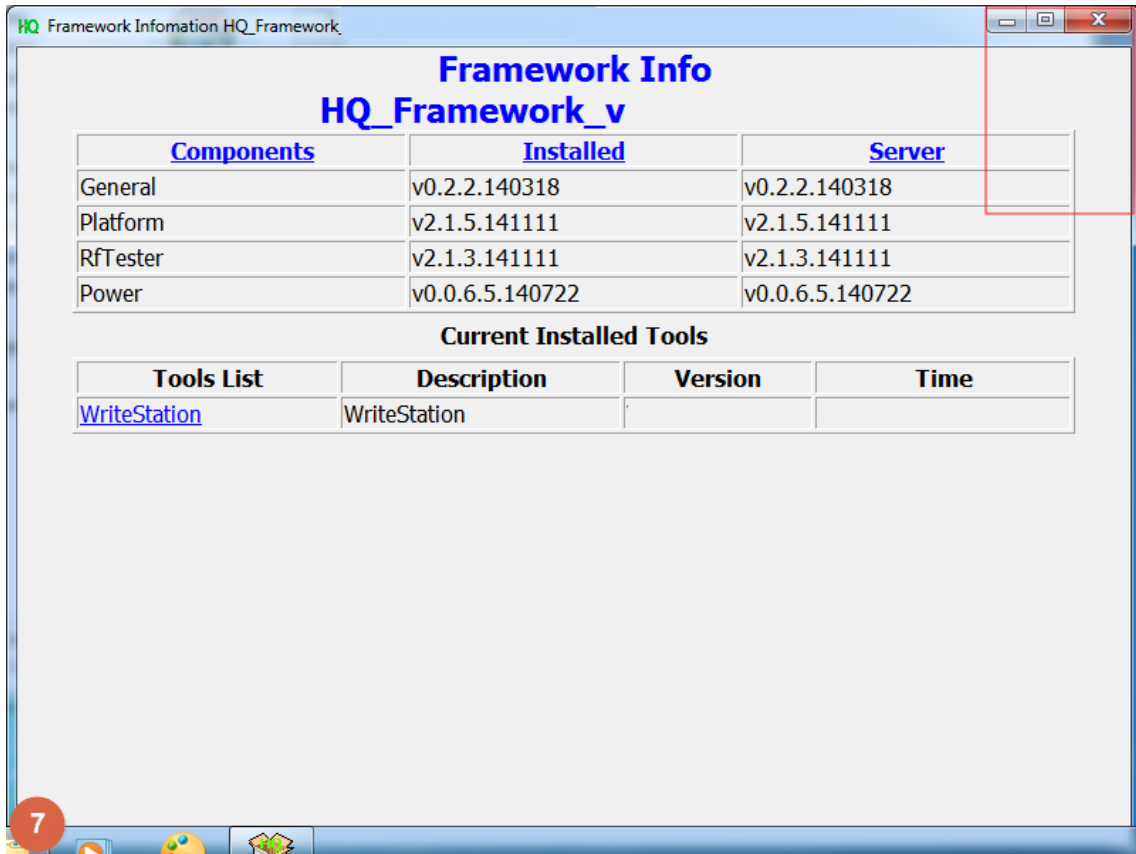 HQ Framework Infomation HQ_Framework_
Framework Info
HQ_Framework_v
Components Installed Server
General v0.2.2.140318 v0.2.2.140318
Platform v2.1.5.141111 v2.1.5.141111
RfTester v2.1.3.141111 v2.1.3.141111
Power v0.0.6.5.140722 v0.0.6.5.140722
Current Installed Tools
Tools List Description Version Time
WriteStation WriteStation
7